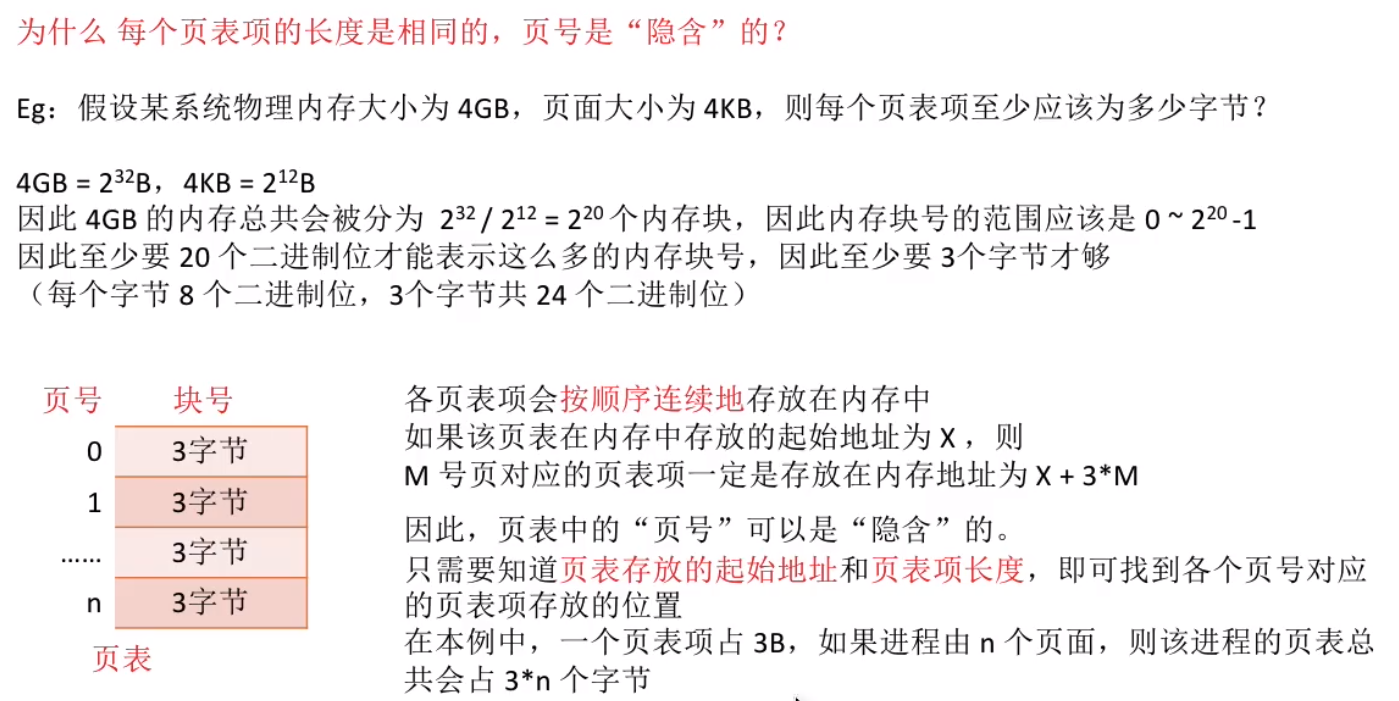 为什么 每个页表项的长度是相同的，页号是“隐含”的？
Eg：假设某系统物理内存大小为 4GB，页面大小为 4KB，则每个页表项至少应该为多少字节？
4GB = 2³²B，4KB = 2¹²B
因此 4GB 的内存总共会被分为 2³² / 2¹² = 2²⁰ 个内存块，因此内存块号的范围应该是 0 ~ 2²⁰ -1
因此至少要 20 个二进制位才能表示这么多的内存块号，因此至少要 3个字节才够
（每个字节 8 个二进制位，3个字节共 24 个二进制位）
页号 块号
0 3字节
1 3字节
...... 3字节
n 3字节
页表
各页表项会按顺序连续地存放在内存中
如果该页表在内存中存放的起始地址为 X ，则
M 号页对应的页表项一定是存放在内存地址为 X + 3*M
因此，页表中的“页号”可以是“隐含”的。
只需要知道页表存放的起始地址和页表项长度，即可找到各个页号对应
的页表项存放的位置
在本例中，一个页表项占 3B，如果进程由 n 个页面，则该进程的页表总
共会占 3*n 个字节